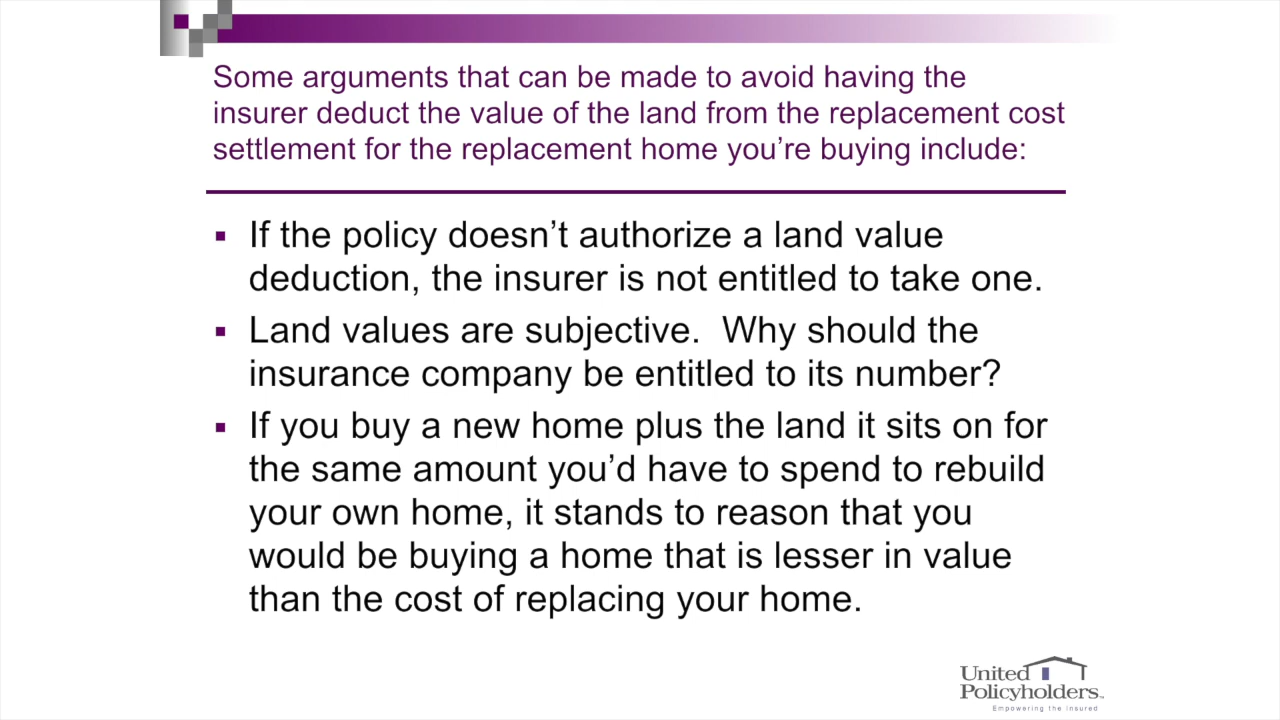 Some arguments that can be made to avoid having the
insurer deduct the value of the land from the replacement cost
settlement for the replacement home you’re buying include:
▪ If the policy doesn’t authorize a land value
deduction, the insurer is not entitled to take one.
▪ Land values are subjective.  Why should the
insurance company be entitled to its number?
▪ If you buy a new home plus the land it sits on for
the same amount you’d have to spend to rebuild
your own home, it stands to reason that you
would be buying a home that is lesser in value
than the cost of replacing your home.
United
Policyholders™
Empowering the Insured